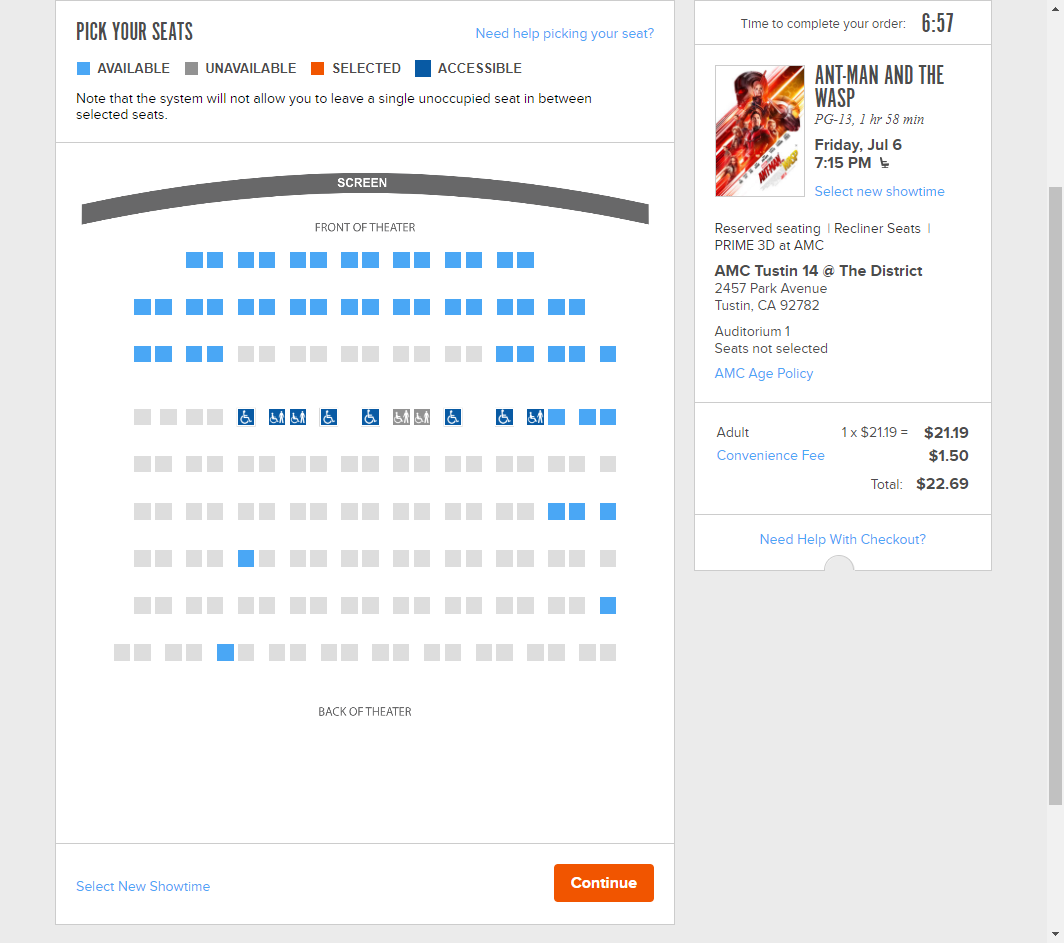 PICK YOUR SEATS
Need help picking your seat?
AVAILABLE UNAVAILABLE SELECTED ACCESSIBLE
Note that the system will not allow you to leave a single unoccupied seat in between
selected seats.
SCREEN
FRONT OF THEATER
BACK OF THEATER
Select New Showtime
Continue
Time to complete your order: 6:57
ANT-MAN AND THE
WASP
PG-13, 1 hr 58 min
Friday, Jul 6
7:15 PM
Select new showtime
Reserved seating | Recliner Seats |
PRIME 3D at AMC
AMC Tustin 14 @ The District
2457 Park Avenue
Tustin, CA 92782
Auditorium 1
Seats not selected
AMC Age Policy
Adult 1 x $21.19 = $21.19
Convenience Fee $1.50
Total: $22.69
Need Help With Checkout?